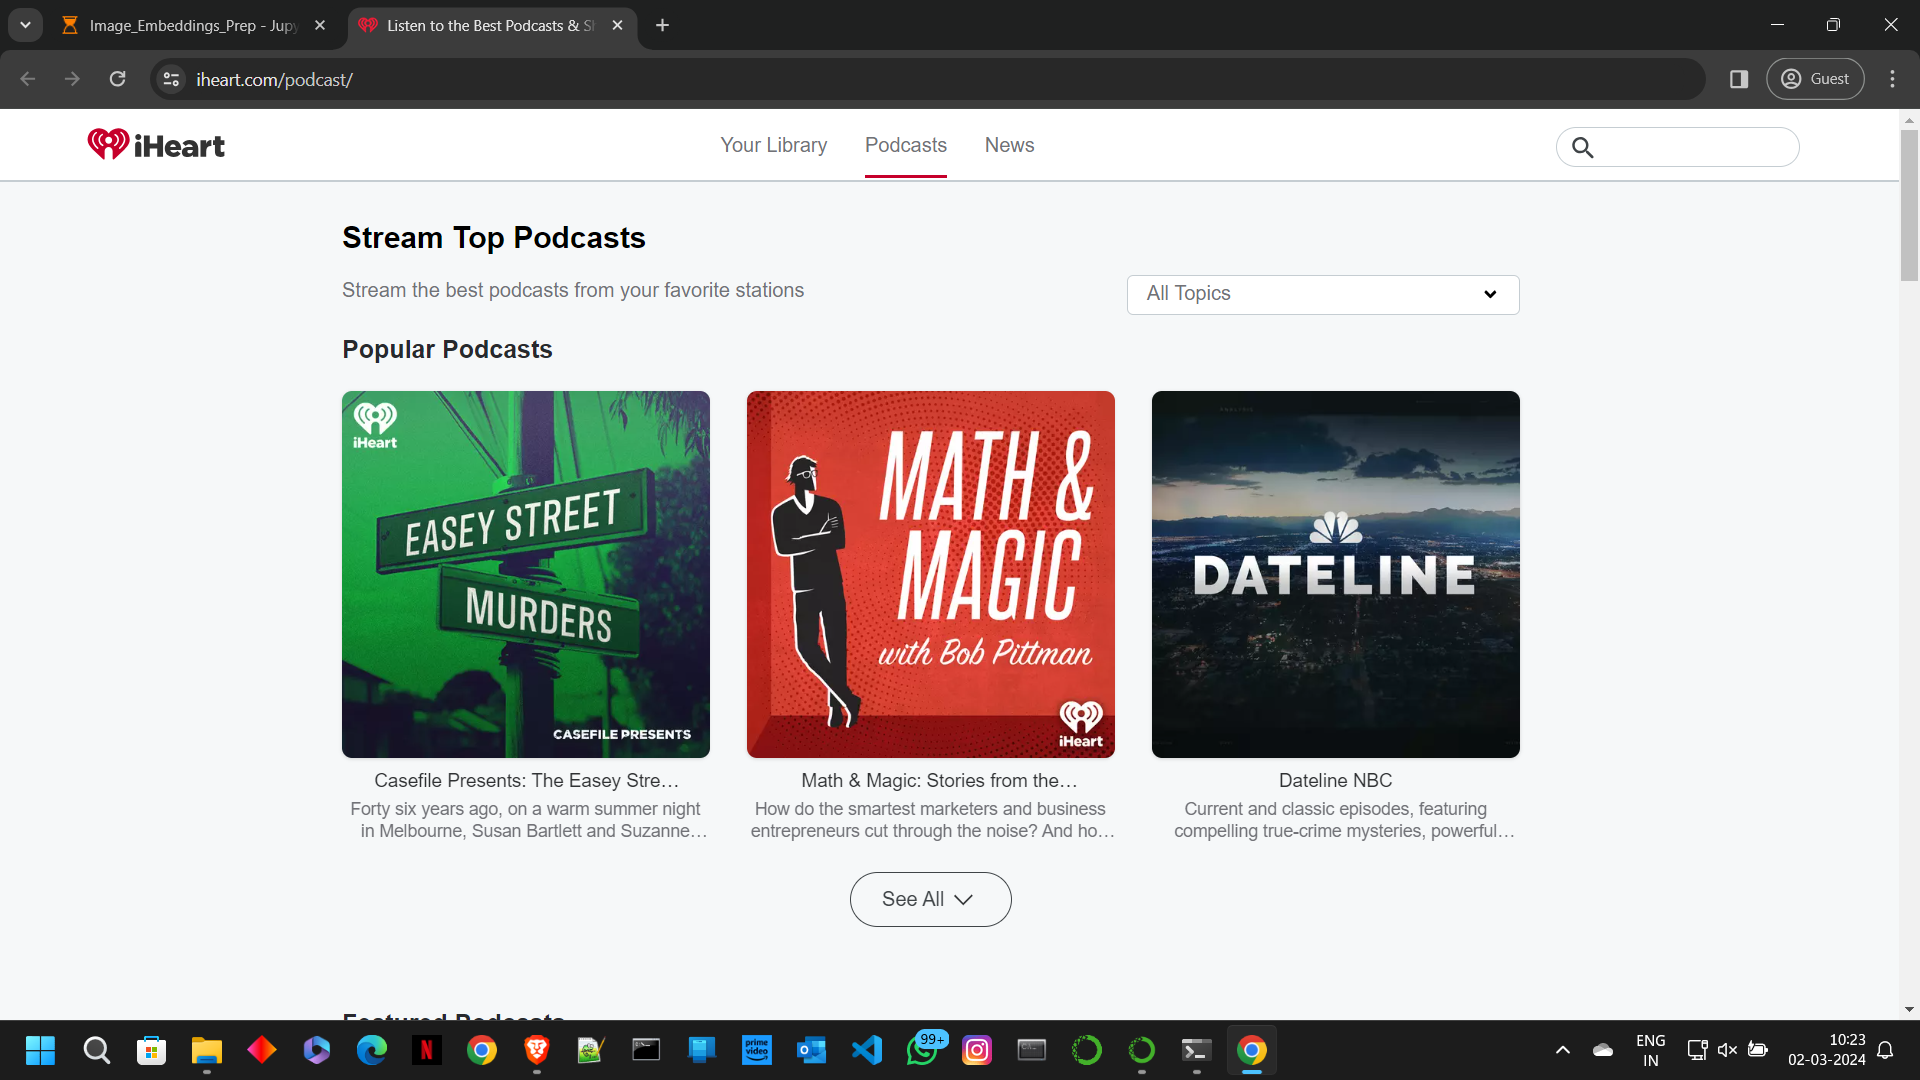 Image_Embeddings_Prep - Jupy
Listen to the Best Podcasts & Sh
iheart.com/podcast/
Guest
iHeart
Your Library
Podcasts
News
Stream Top Podcasts
Stream the best podcasts from your favorite stations
All Topics
Popular Podcasts
iHeart
EASEY STREET
MURDERS
CASEFILE PRESENTS
MATH &
MAGIC
with Bob Pittman
iHeart
DATELINE
Casefile Presents: The Easey Stre…
Forty six years ago, on a warm summer night
in Melbourne, Susan Bartlett and Suzanne…
Math & Magic: Stories from the…
How do the smartest marketers and business
entrepreneurs cut through the noise? And ho…
Dateline NBC
Current and classic episodes, featuring
compelling true-crime mysteries, powerful…
See All
Featured Podcasts
N
prime
video
99+
ENG
IN
10:23
02-03-2024